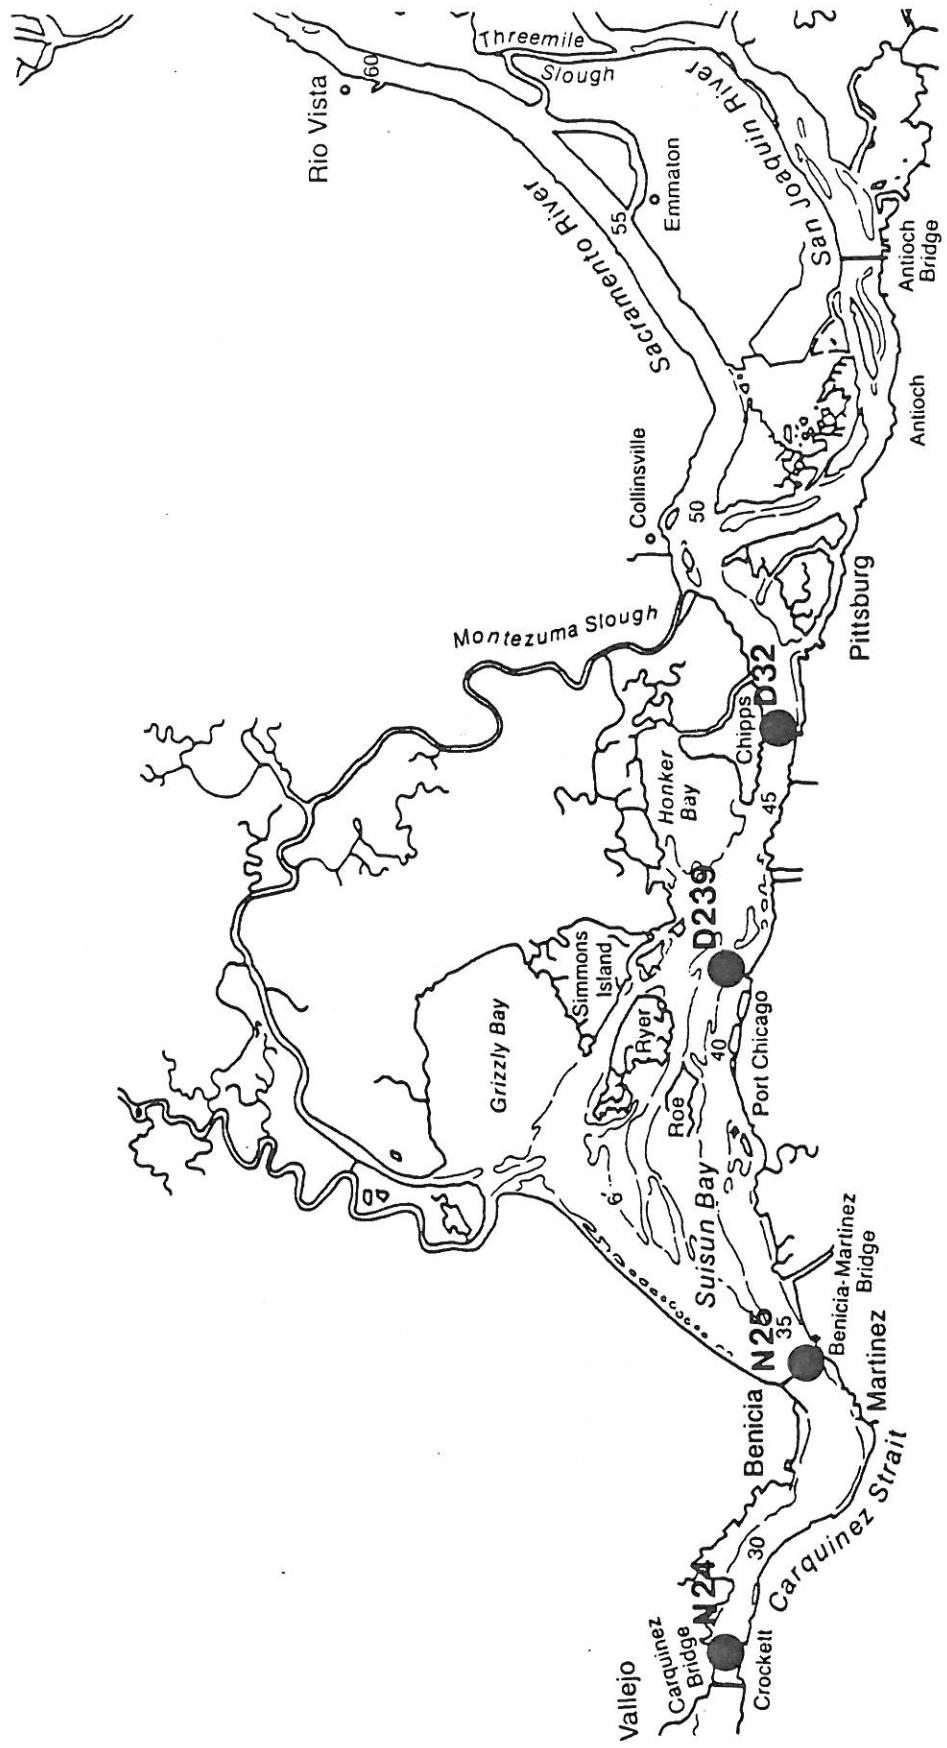 Rio Vista
60
Threemile
Slough
San Joaquin River
Sacramento River
55
Emmaton
Antioch
Bridge
Antioch
Collinsville
50
Montezuma Slough
Pittsburg
D32
Chipps
Honker
Bay
45
D239
Simmons
Island
Grizzly Bay
Ryer
40
Port Chicago
Roe
Suisun Bay
N25
35
Benicia-Martinez
Bridge
Benicia
Martinez
Carquinez Strait
30
N24
Carquinez
Bridge
Crockett
Vallejo